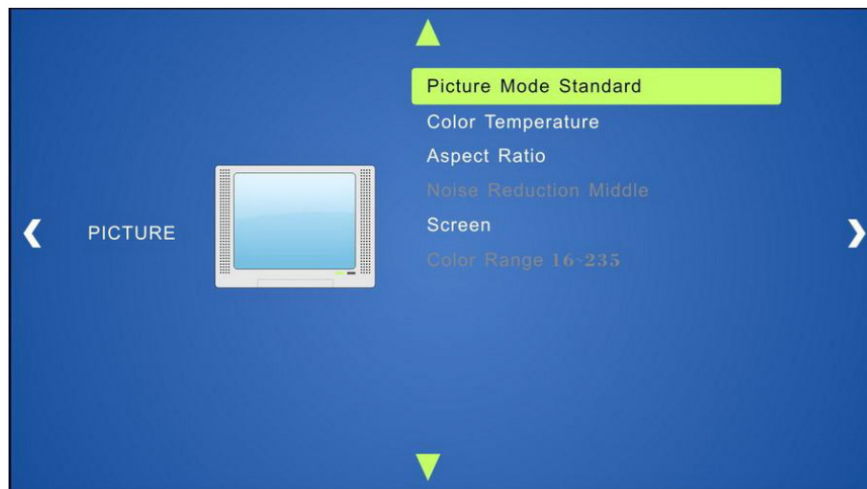 Picture Mode Standard
Color Temperature
Aspect Ratio
Noise Reduction Middle
PICTURE
Screen
Color Range 16~235